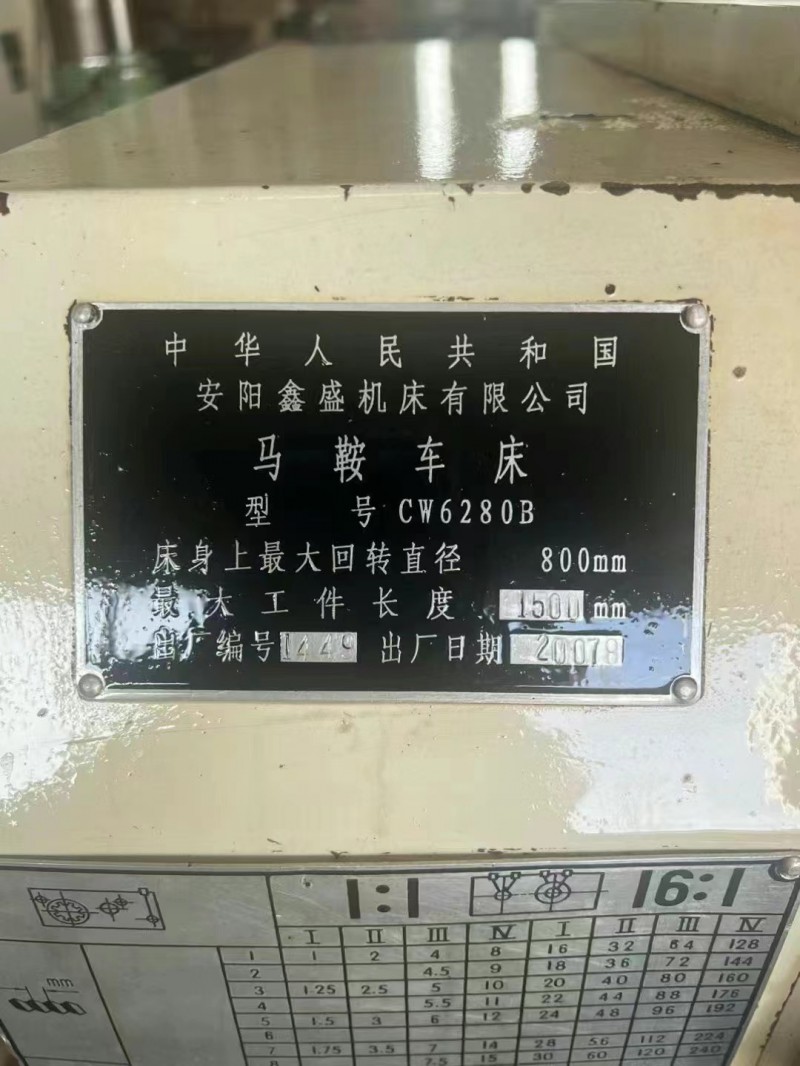 中华人民共和国
安阳鑫盛机床有限公司
马鞍车床
型 号 CW6280B
床身上最大回转直径 800mm
最大工件长度 1500 mm
出厂编号 1449 出厂日期 20078
1:1 16:1
I II III IV I II III IV
1 1 2 4 8 16 32 64 128
2 4.5 9 18 36 72 144
mm 3 1.25 2.5 5 10 20 40 80 160
4 5.5 11 22 44 88 176
5 1.5 3 6 12 24 48 96 192
6
7 1.75 3.5 7 14 28 56 112 224
8 7.5 15 30 60 120 240